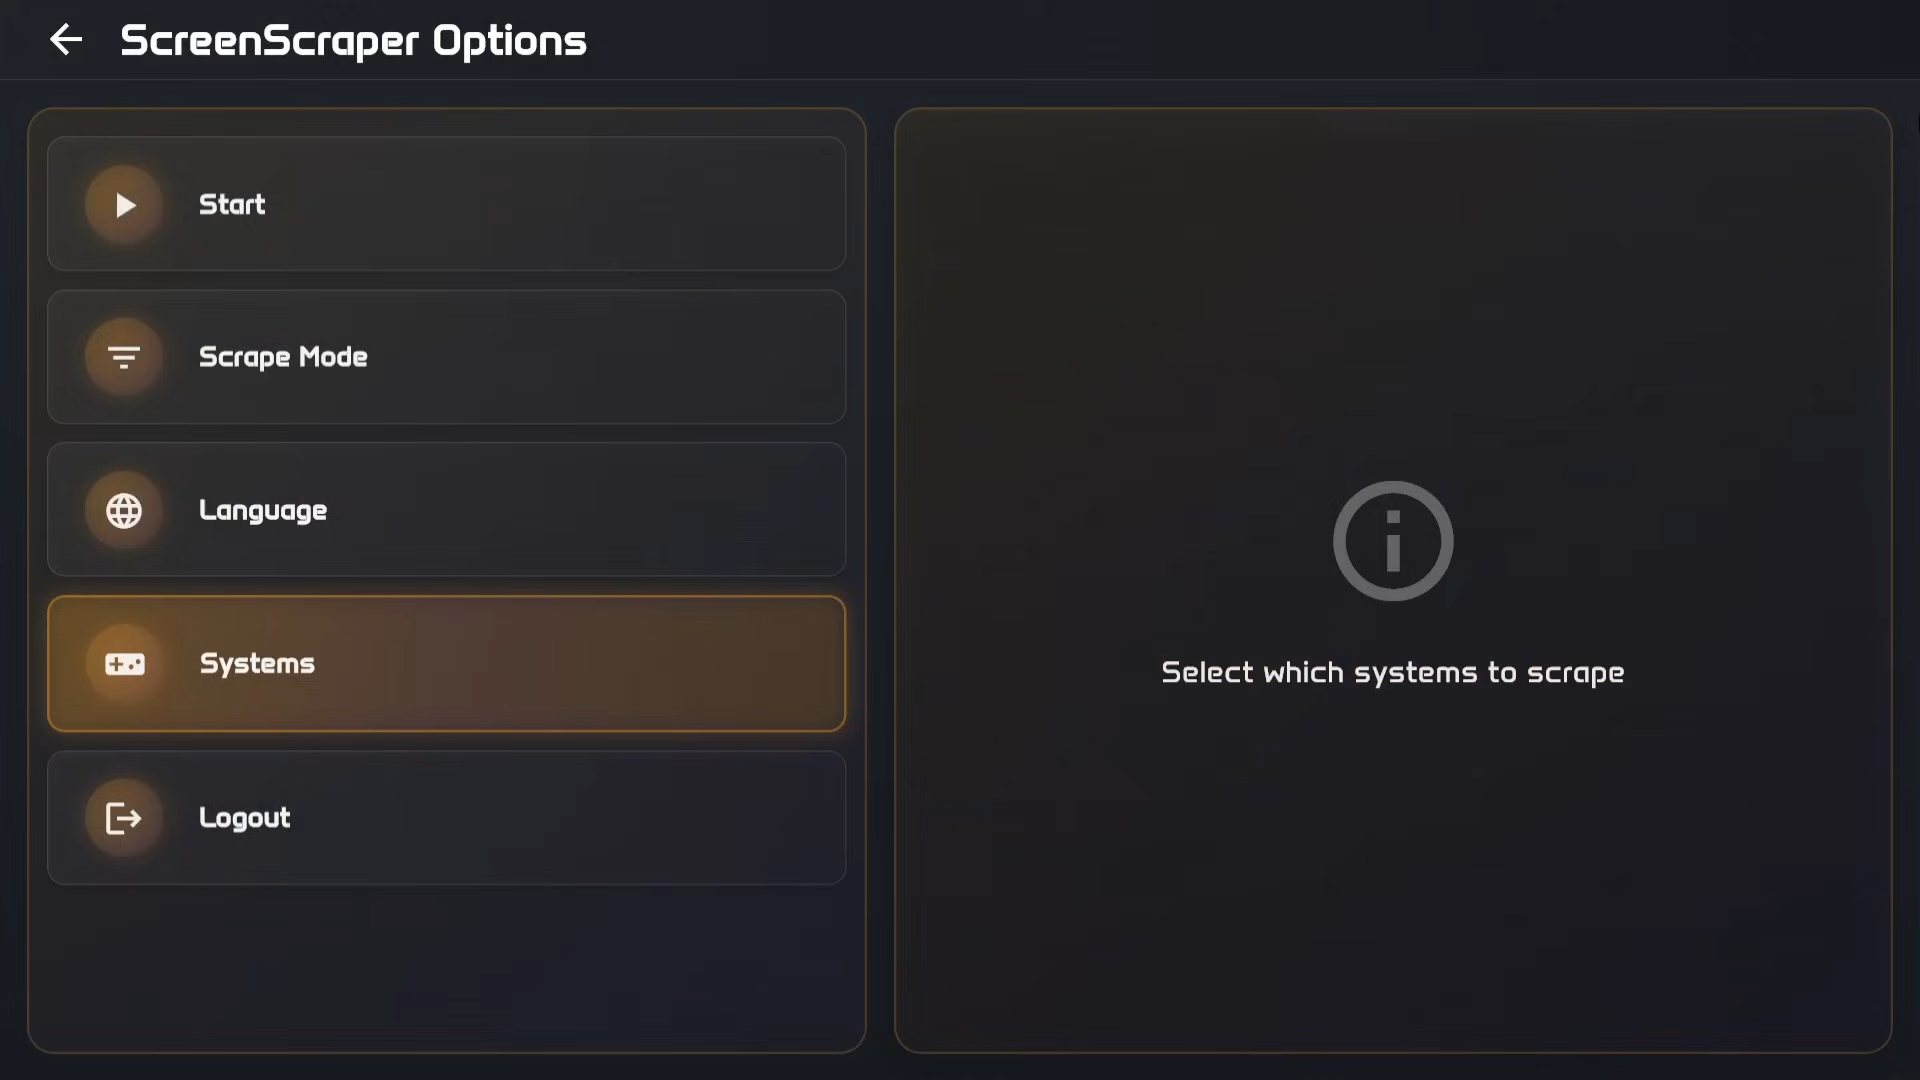 ScreenScraper Options
Start
Scrape Mode
Language
Systems
Logout
Select which systems to scrape